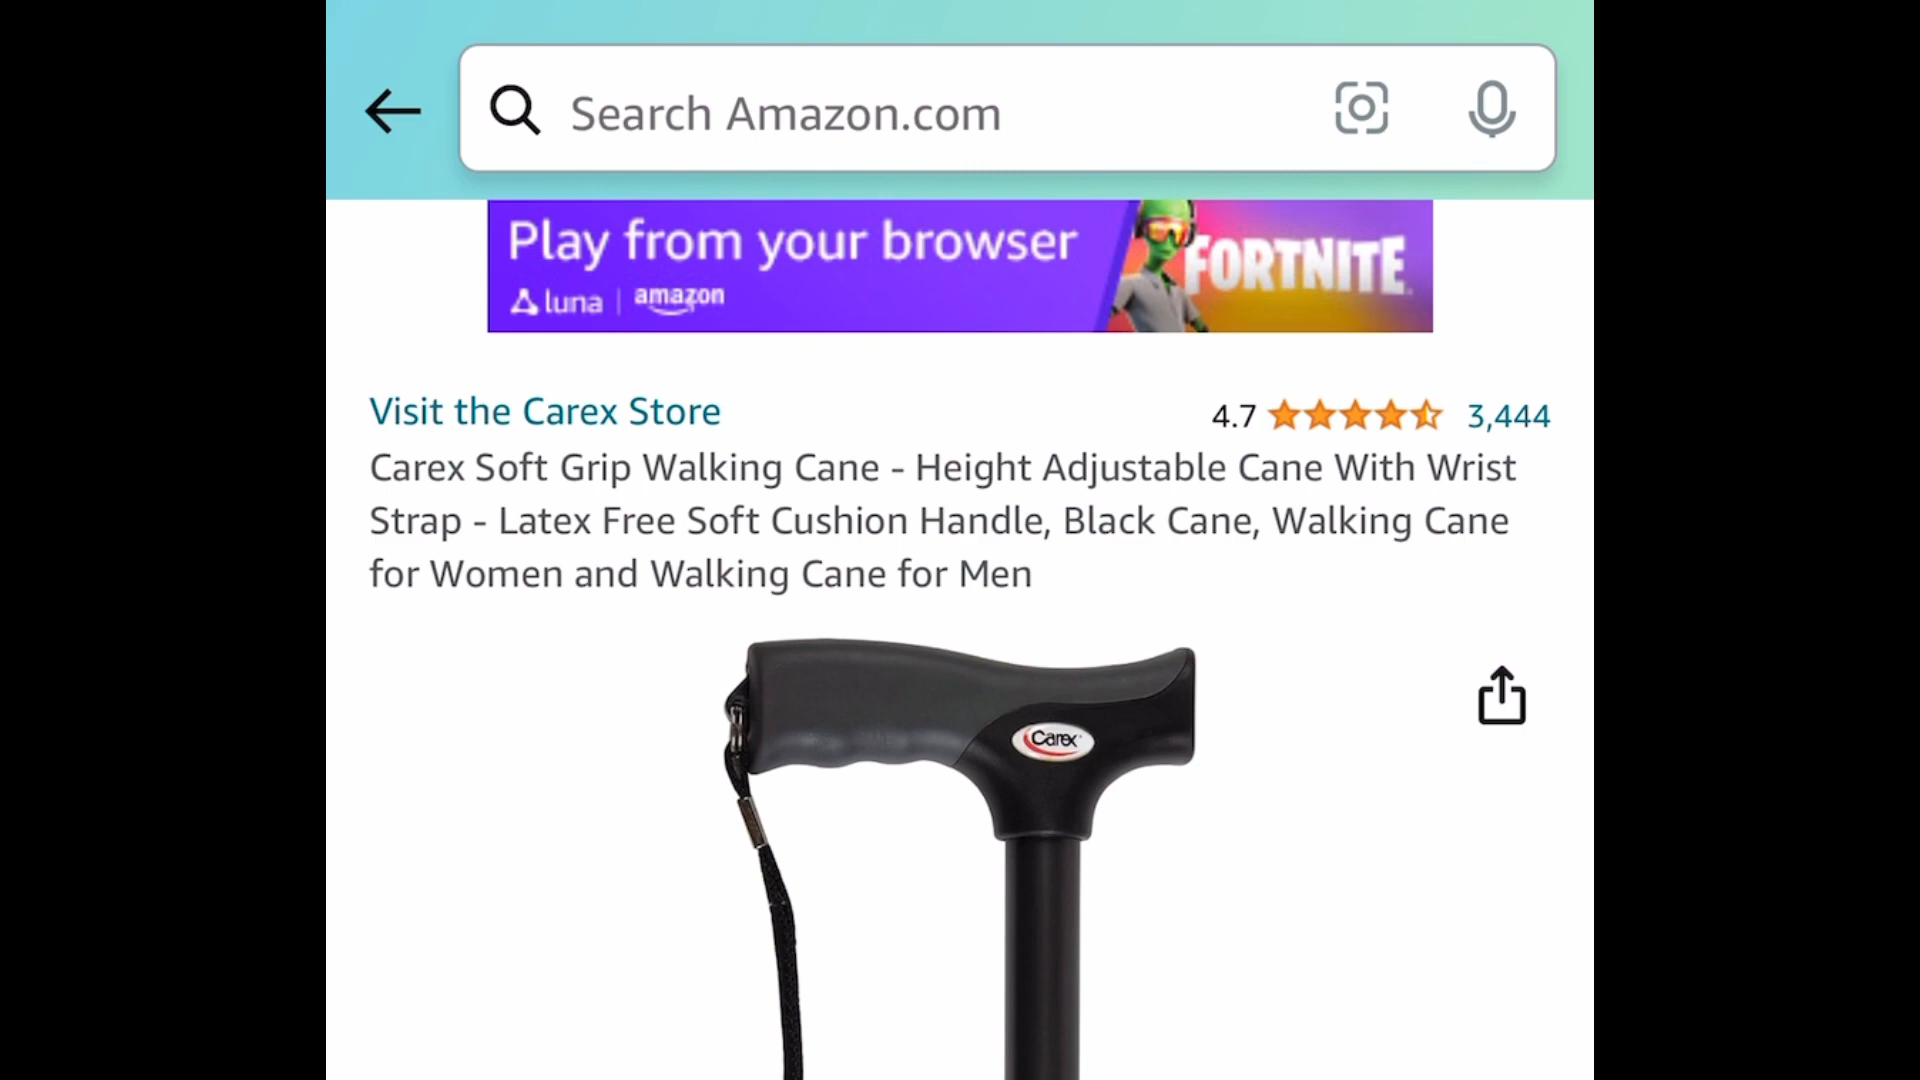 Search Amazon.com
Play from your browser
luna | amazon
FORTNITE
Visit the Carex Store
4.7 3,444
Carex Soft Grip Walking Cane - Height Adjustable Cane With Wrist
Strap - Latex Free Soft Cushion Handle, Black Cane, Walking Cane
for Women and Walking Cane for Men
Carex